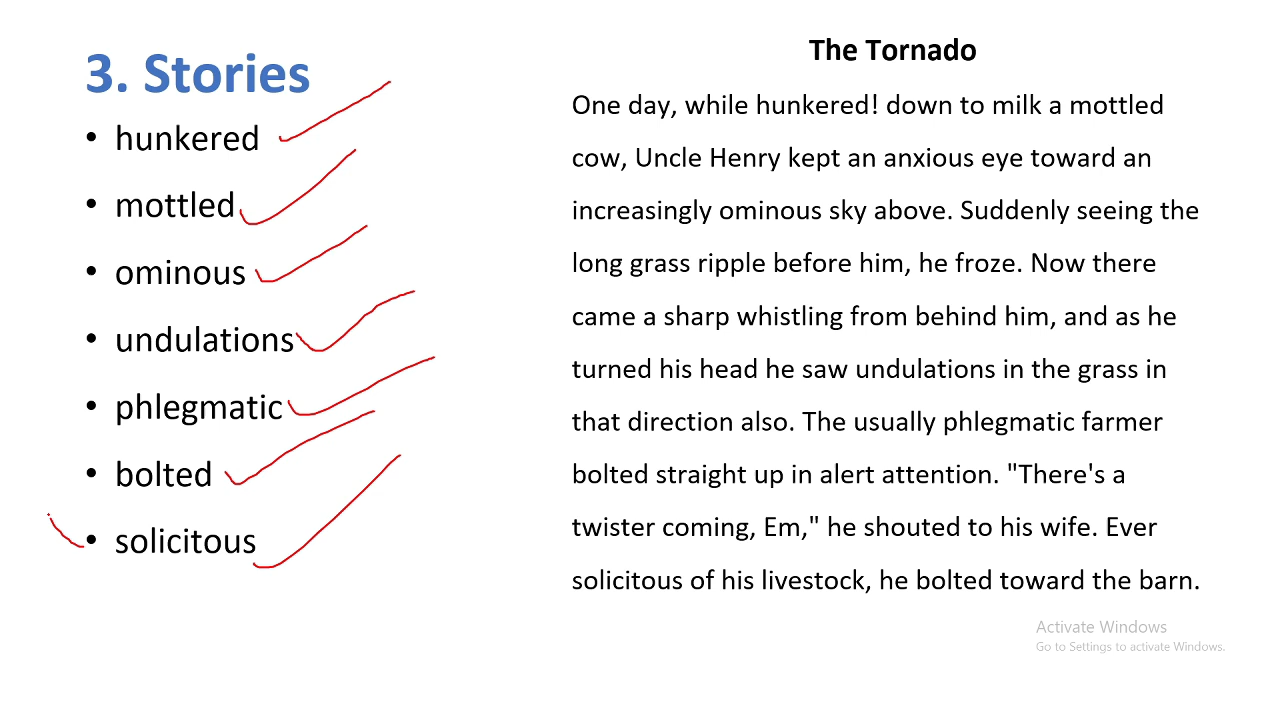 3. Stories
• hunkered
• mottled
• ominous
• undulations
• phlegmatic
• bolted
• solicitous
The Tornado
One day, while hunkered! down to milk a mottled
cow, Uncle Henry kept an anxious eye toward an
increasingly ominous sky above. Suddenly seeing the
long grass ripple before him, he froze. Now there
came a sharp whistling from behind him, and as he
turned his head he saw undulations in the grass in
that direction also. The usually phlegmatic farmer
bolted straight up in alert attention. "There's a
twister coming, Em," he shouted to his wife. Ever
solicitous of his livestock, he bolted toward the barn.
Activate Windows
Go to Settings to activate Windows.